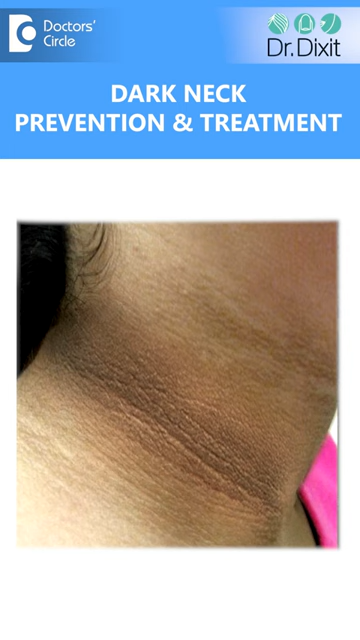 Doctors'
Circle
Dr.Dixit
DARK NECK
PREVENTION & TREATMENT